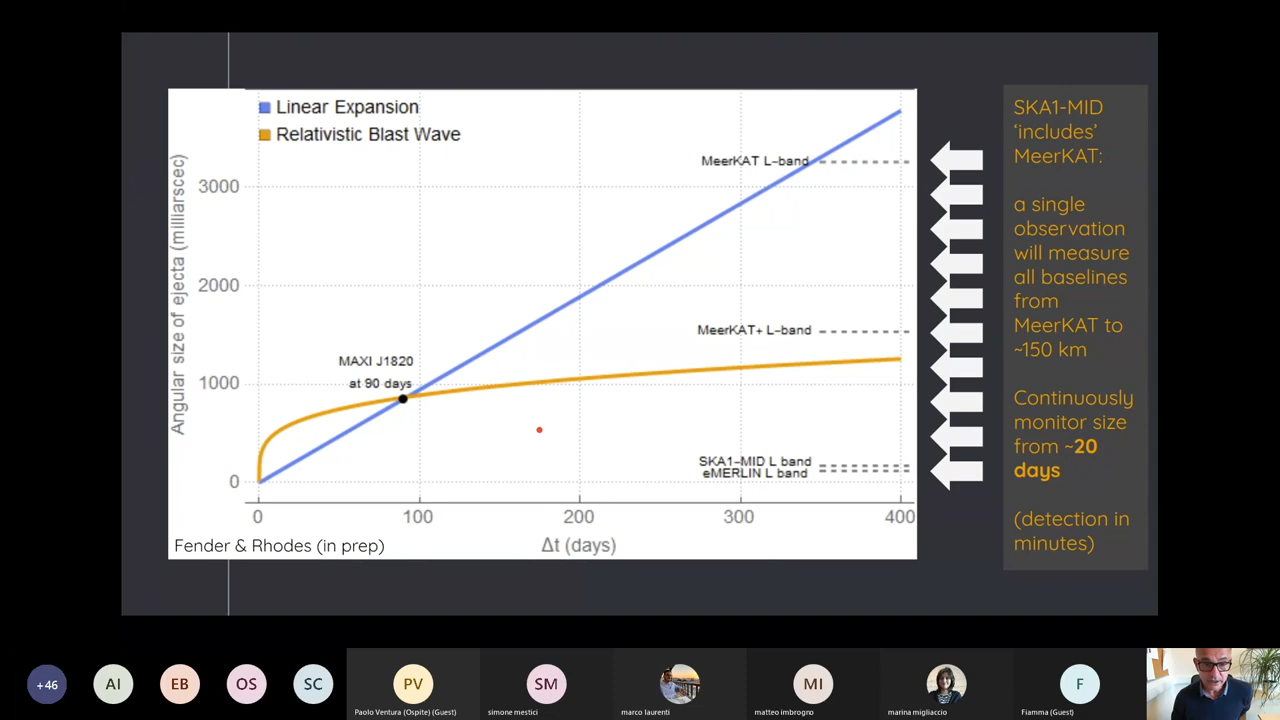 Linear Expansion
Relativistic Blast Wave
Angular size of ejecta (milliarscec)
3000
2000
1000
0
0
100
200
300
400
Δt (days)
MeerKAT L-band
MeerKAT+ L-band
MAXI J1820
at 90 days
SKA1-MID L band
eMERLIN L band
Fender & Rhodes (in prep)
SKA1-MID
‘includes’
MeerKAT:
a single
observation
will measure
all baselines
from
MeerKAT to
~150 km
Continuously
monitor size
from ~20
days
(detection in
minutes)
+46
AI
EB
OS
SC
PV
Paolo Ventura (Ospite) (Guest)
SM
simone mestici
marco laurenti
MI
matteo imbrogno
marina migliaccio
F
Fiamma (Guest)